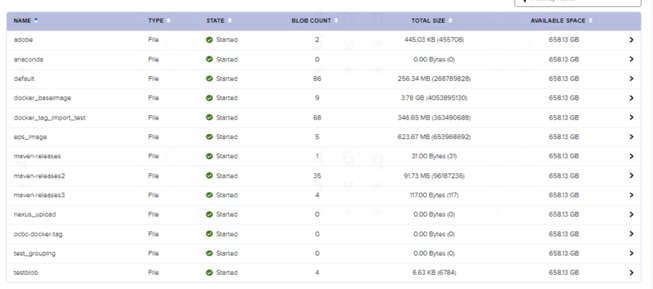 NAME TYPE STATE BLOB COUNT TOTAL SIZE AVAILABLE SPACE
adobe File Started 2 445.03 KB (455708) 658.13 GB
anaconda File Started 0 0.00 Bytes (0) 658.13 GB
default File Started 86 256.34 MB (268789828) 658.13 GB
docker_baseimage File Started 9 3.78 GB (4053895130) 658.13 GB
docker_tag_import_test File Started 68 346.65 MB (363490688) 658.13 GB
eps_image File Started 5 623.67 MB (653968692) 658.13 GB
maven-releases File Started 1 31.00 Bytes (31) 658.13 GB
maven-releases2 File Started 35 91.73 MB (96187236) 658.13 GB
maven-releases3 File Started 4 117.00 Bytes (117) 658.13 GB
nexus_upload File Started 0 0.00 Bytes (0) 658.13 GB
ocbc-docker-tag File Started 0 0.00 Bytes (0) 658.13 GB
test_grouping File Started 0 0.00 Bytes (0) 658.13 GB
testblob File Started 4 6.63 KB (6784) 658.13 GB